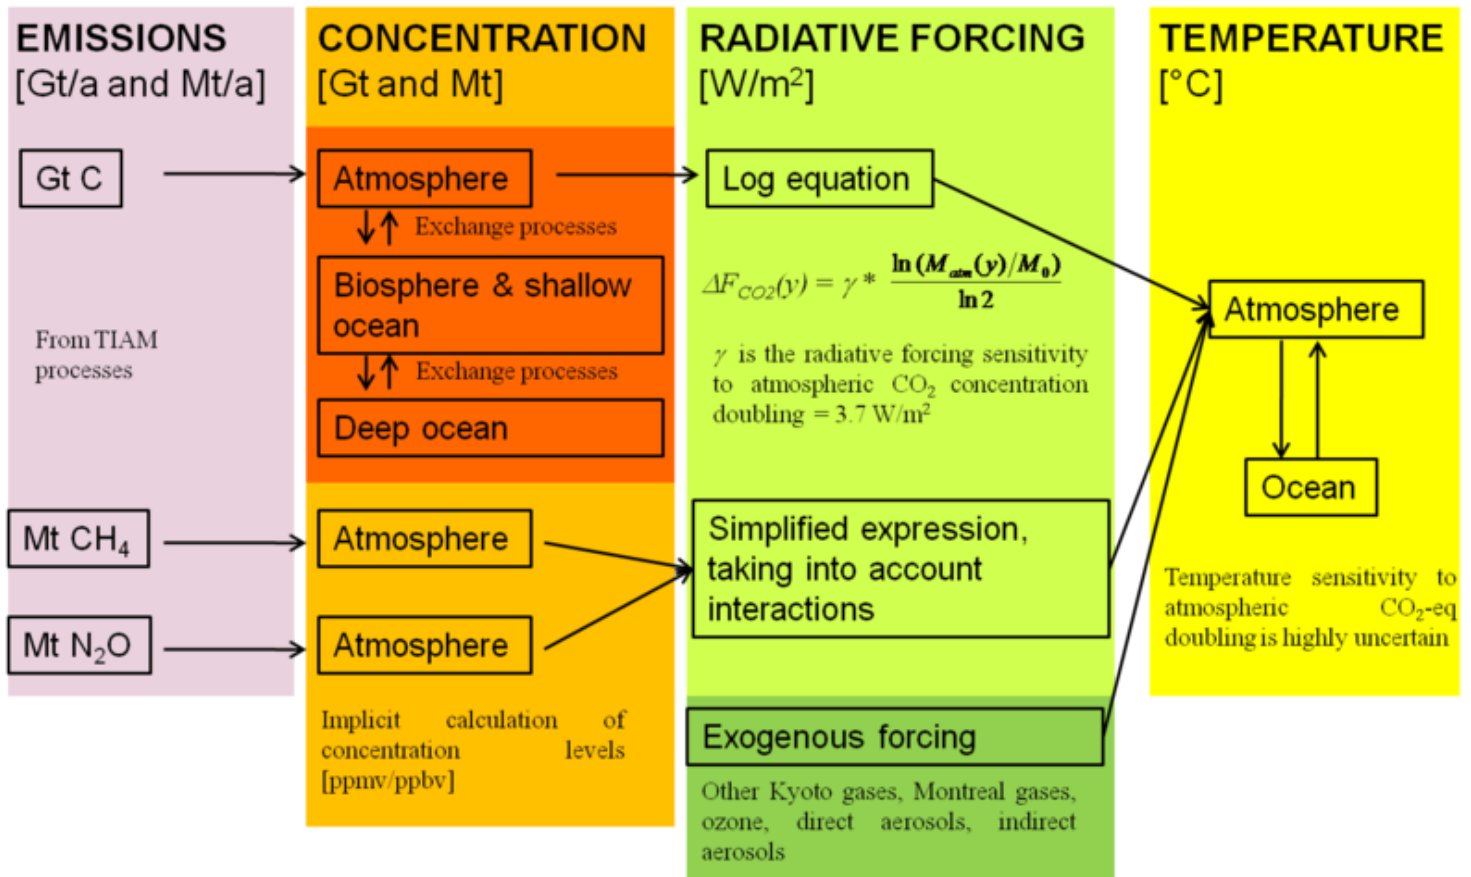 EMISSIONS
[Gt/a and Mt/a]
Gt C
From TIAM
processes
Mt CH₄
Mt N₂O
CONCENTRATION
[Gt and Mt]
Atmosphere
Exchange processes
Biosphere & shallow
ocean
Exchange processes
Deep ocean
Atmosphere
Atmosphere
Implicit calculation of
concentration levels
[ppmv/ppbv]
RADIATIVE FORCING
[W/m²]
Log equation
ΔF_CO2(y) = γ * ln (M_atm(y)/M₀) / ln 2
γ is the radiative forcing sensitivity
to atmospheric CO₂ concentration
doubling = 3.7 W/m²
Simplified expression,
taking into account
interactions
Exogenous forcing
Other Kyoto gases, Montreal gases,
ozone, direct aerosols, indirect
aerosols
TEMPERATURE
[°C]
Atmosphere
Ocean
Temperature sensitivity to
atmospheric CO₂-eq
doubling is highly uncertain